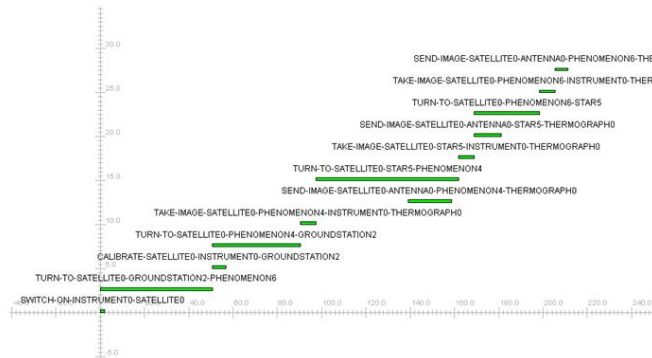 30.0
SEND-IMAGE-SATELLITE0-ANTENNA0-PHENOMENON6-THE
TAKE-IMAGE-SATELLITE0-PHENOMENON6-INSTRUMENT0-THERM
25.0
TURN-TO-SATELLITE0-PHENOMENON6-STAR5
SEND-IMAGE-SATELLITE0-ANTENNA0-STAR5-THERMOGRAPH0
20.0
TAKE-IMAGE-SATELLITE0-STAR5-INSTRUMENT0-THERMOGRAPH0
TURN-TO-SATELLITE0-STAR5-PHENOMENON4
15.0
SEND-IMAGE-SATELLITE0-ANTENNA0-PHENOMENON4-THERMOGRAPH0
TAKE-IMAGE-SATELLITE0-PHENOMENON4-INSTRUMENT0-THERMOGRAPH0
10.0
TURN-TO-SATELLITE0-PHENOMENON4-GROUNDSTATION2
CALIBRATE-SATELLITE0-INSTRUMENT0-GROUNDSTATION2
5.0
TURN-TO-SATELLITE0-GROUNDSTATION2-PHENOMENON6
SWITCH-ON-INSTRUMENT0-SATELLITE0
20.0 40.0 60.0 80.0 100.0 120.0 140.0 160.0 180.0 200.0 220.0 240.0
-5.0